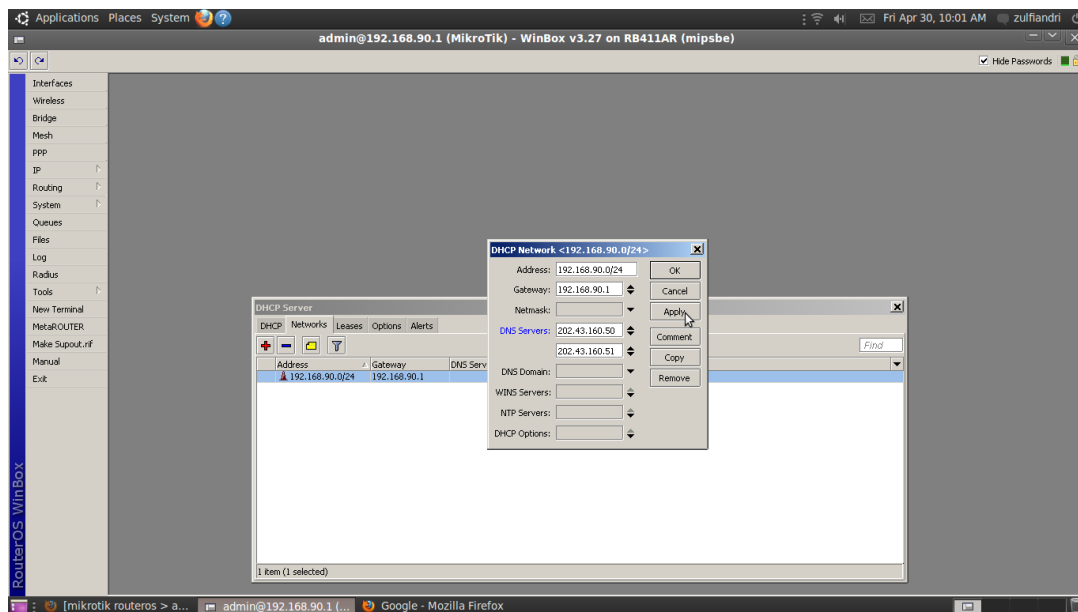 Applications Places System
Fri Apr 30, 10:01 AM zulfiandri
admin@192.168.90.1 (MikroTik) - WinBox v3.27 on RB411AR (mipsbe)
Hide Passwords
Interfaces
Wireless
Bridge
Mesh
PPP
IP
Routing
System
Queues
Files
Log
Radius
Tools
New Terminal
MetaROUTER
Make Supout.rif
Manual
Exit
RouterOS WinBox
DHCP Server
DHCP Networks Leases Options Alerts
Find
Address Gateway DNS Serv
192.168.90.0/24 192.168.90.1
1 item (1 selected)
DHCP Network <192.168.90.0/24>
Address: 192.168.90.0/24 OK
Gateway: 192.168.90.1 Cancel
Netmask: Apply
DNS Servers: 202.43.160.50 Comment
202.43.160.51 Copy
DNS Domain: Remove
WINS Servers:
NTP Servers:
DHCP Options:
[mikrotik routeros > a... admin@192.168.90.1 (... Google - Mozilla Firefox